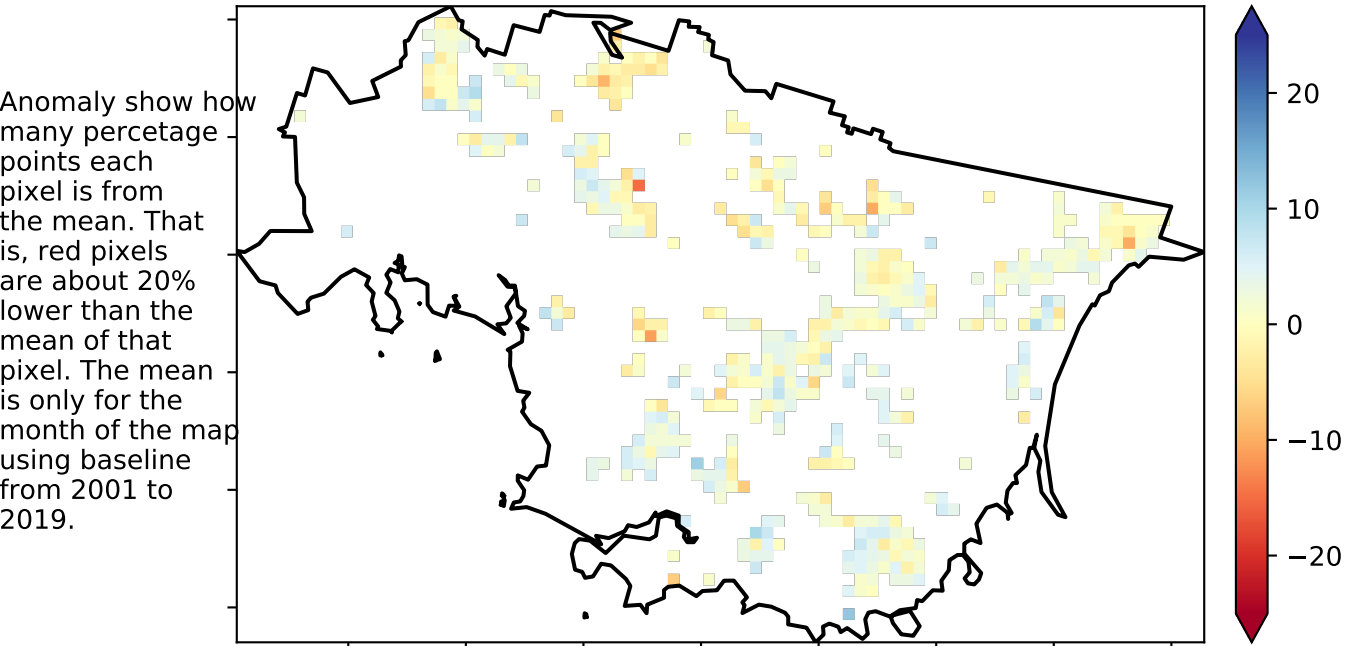 Anomaly show how
many percetage
points each
pixel is from
the mean. That
is, red pixels
are about 20%
lower than the
mean of that
pixel. The mean
is only for the
month of the map
using baseline
from 2001 to
2019.
20
10
0
−10
−20